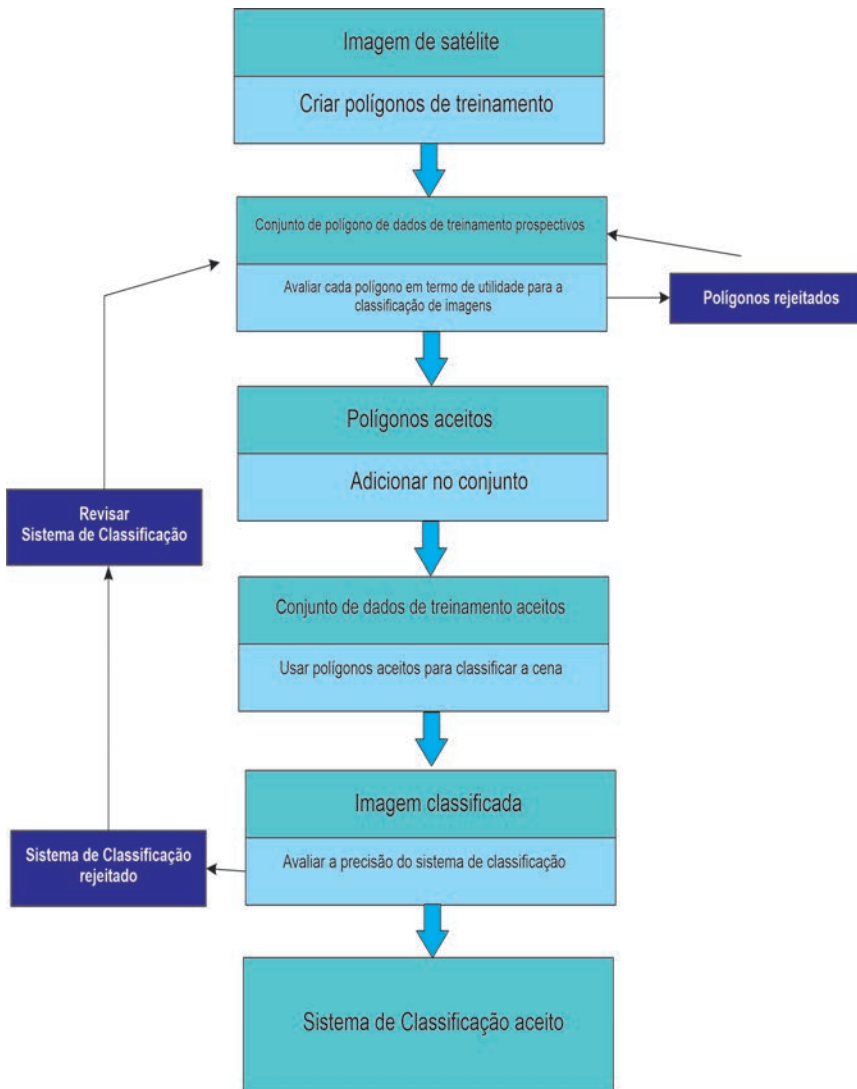 Imagem de satélite
Criar polígonos de treinamento
Conjunto de polígono de dados de treinamento prospectivos
Avaliar cada polígono em termo de utilidade para a
classificação de imagens
Polígonos rejeitados
Polígonos aceitos
Adicionar no conjunto
Revisar
Sistema de Classificação
Conjunto de dados de treinamento aceitos
Usar polígonos aceitos para classificar a cena
Imagem classificada
Avaliar a precisão do sistema de classificação
Sistema de Classificação
rejeitado
Sistema de Classificação aceito